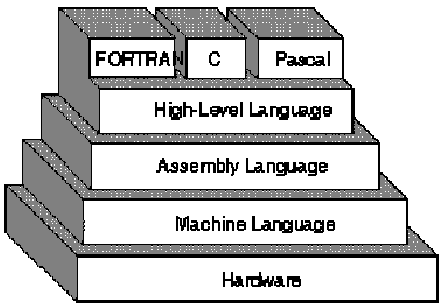 FORTRAN C Pascal
High-Level Language
Assembly Language
Machine Language
Hardware